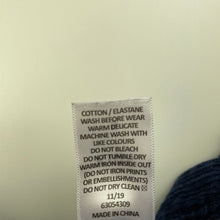 COTTON / ELASTANE
WASH BEFORE WEAR
WARM DELICATE
MACHINE WASH WITH
LIKE COLOURS
DO NOT BLEACH
DO NOT TUMBLE DRY
WARM IRON INSIDE OUT
(DO NOT IRON PRINTS
OR EMBELLISHMENTS)
DO NOT DRY CLEAN
11/19
63054309
MADE IN CHINA